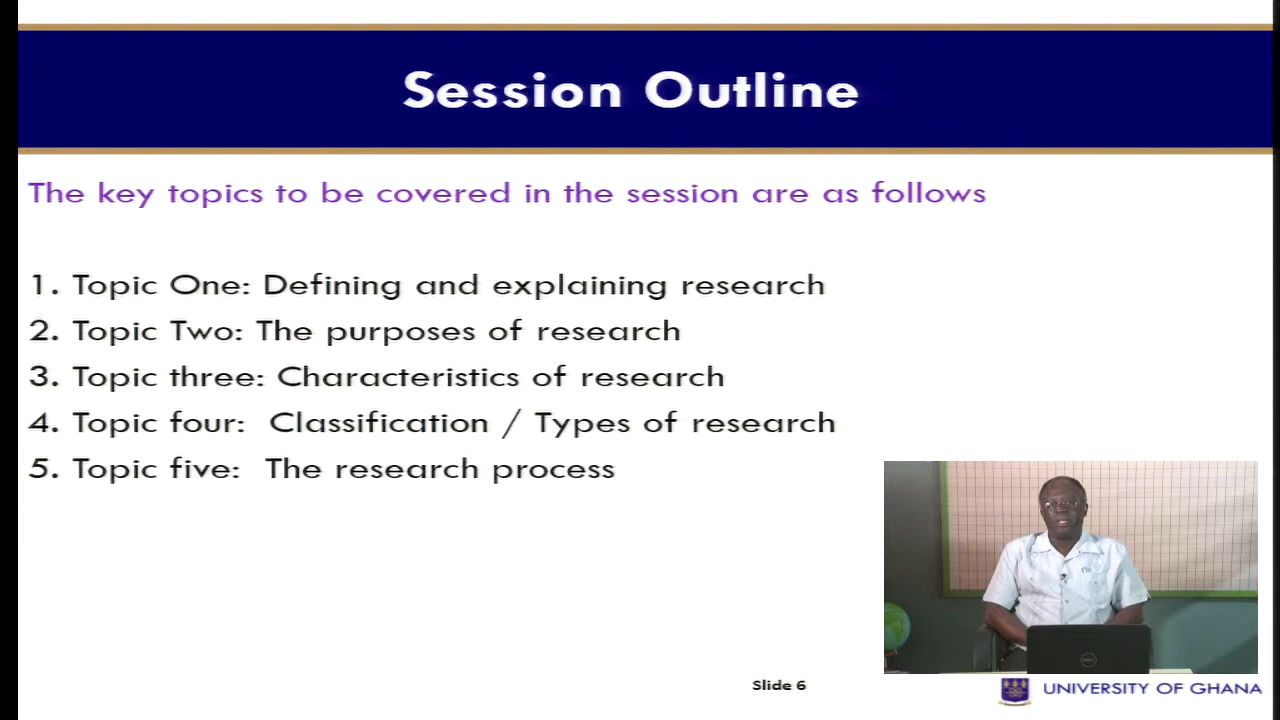 Session Outline
The key topics to be covered in the session are as follows
1. Topic One: Defining and explaining research
2. Topic Two: The purposes of research
3. Topic three: Characteristics of research
4. Topic four: Classification / Types of research
5. Topic five: The research process
Slide 6
UNIVERSITY OF GHANA